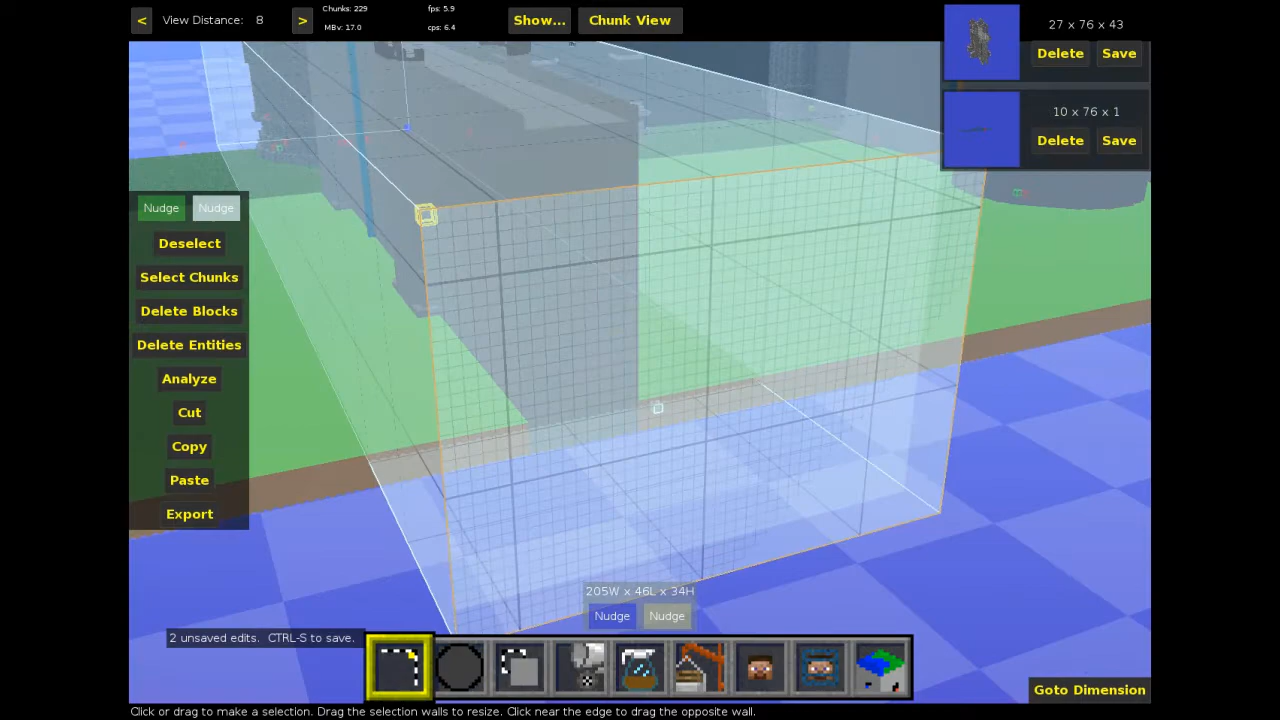 < View Distance: 8 >
Chunks: 229 fps: 5.9
MBv: 17.0 cps: 6.4
Show... Chunk View
27 x 76 x 43
Delete Save
10 x 76 x 1
Delete Save
Nudge Nudge
Deselect
Select Chunks
Delete Blocks
Delete Entities
Analyze
Cut
Copy
Paste
Export
205W x 46L x 34H
Nudge Nudge
2 unsaved edits. CTRL-S to save.
Goto Dimension
Click or drag to make a selection. Drag the selection walls to resize. Click near the edge to drag the opposite wall.